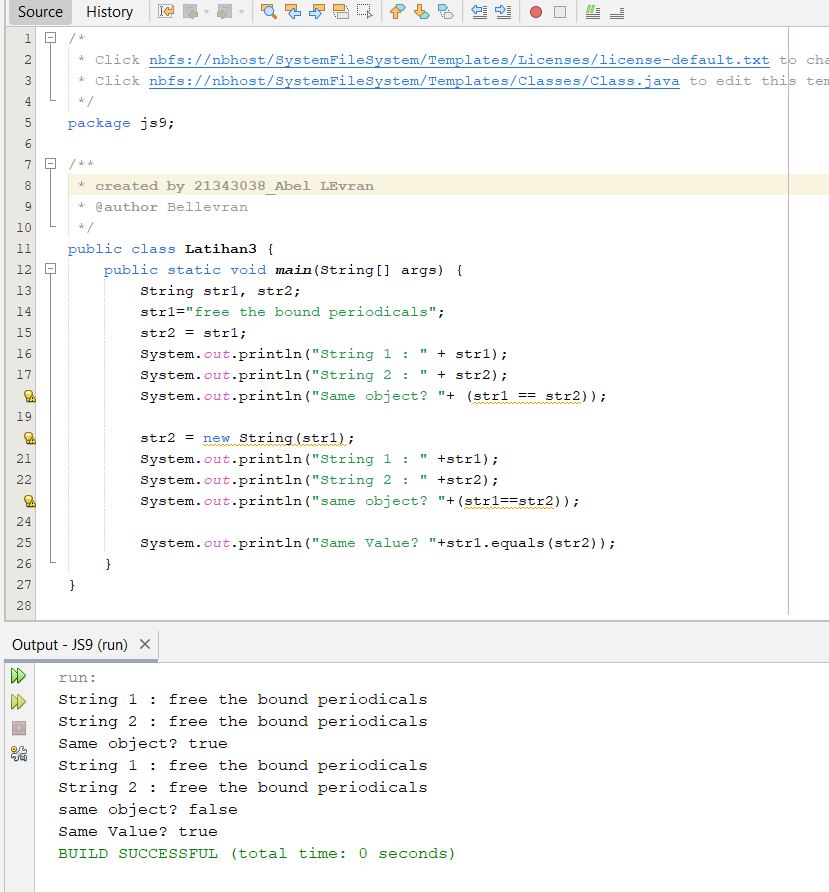 Source History
1 /*
2 * Click nbfs://nbhost/SystemFileSystem/Templates/Licenses/license-default.txt to cha
3 * Click nbfs://nbhost/SystemFileSystem/Templates/Classes/Class.java to edit this tem
4 */
5 package js9;
6
7 /**
8 * created by 21343038_Abel LEvran
9 * @author Bellevran
10 */
11 public class Latihan3 {
12 public static void main(String[] args) {
13 String str1, str2;
14 str1="free the bound periodicals";
15 str2 = str1;
16 System.out.println("String 1 : " + str1);
17 System.out.println("String 2 : " + str2);
System.out.println("Same object? "+ (str1 == str2));
19
str2 = new String(str1);
21 System.out.println("String 1 : " +str1);
22 System.out.println("String 2 : " +str2);
System.out.println("same object? "+(str1==str2));
24
25 System.out.println("Same Value? "+str1.equals(str2));
26 }
27 }
28
Output - JS9 (run)
run:
String 1 : free the bound periodicals
String 2 : free the bound periodicals
Same object? true
String 1 : free the bound periodicals
String 2 : free the bound periodicals
same object? false
Same Value? true
BUILD SUCCESSFUL (total time: 0 seconds)